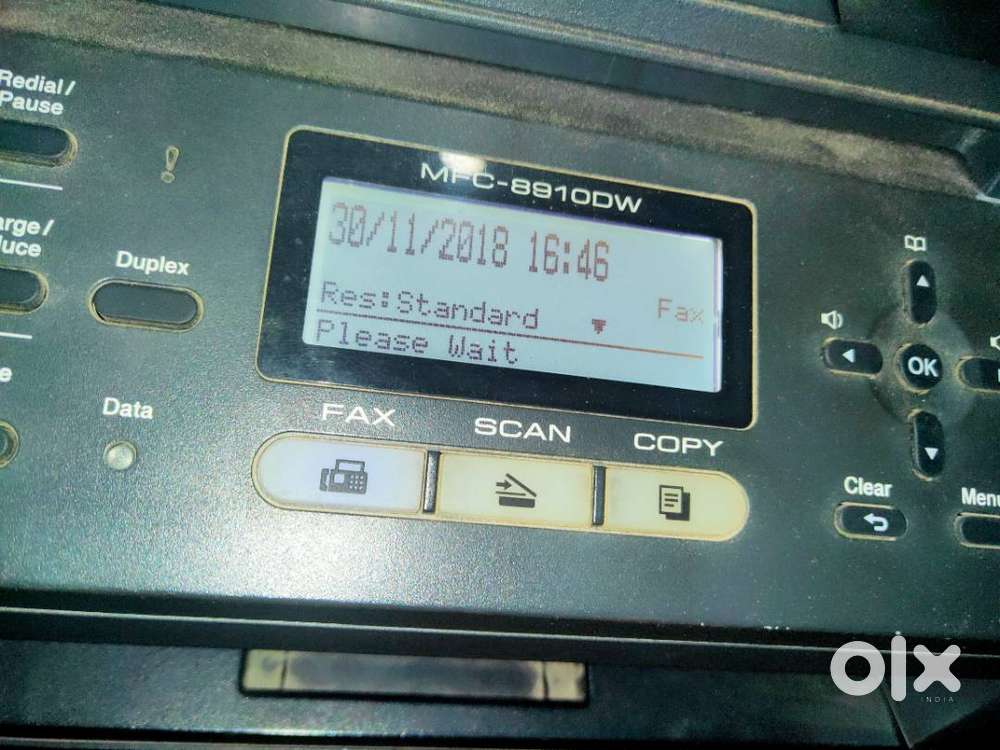 Redial /
Pause
MFC-8910DW
30/11/2018 16:46
Res:Standard
Fax
Please Wait
Duplex
Data
FAX
SCAN
COPY
OK
Clear
olx
INDIA